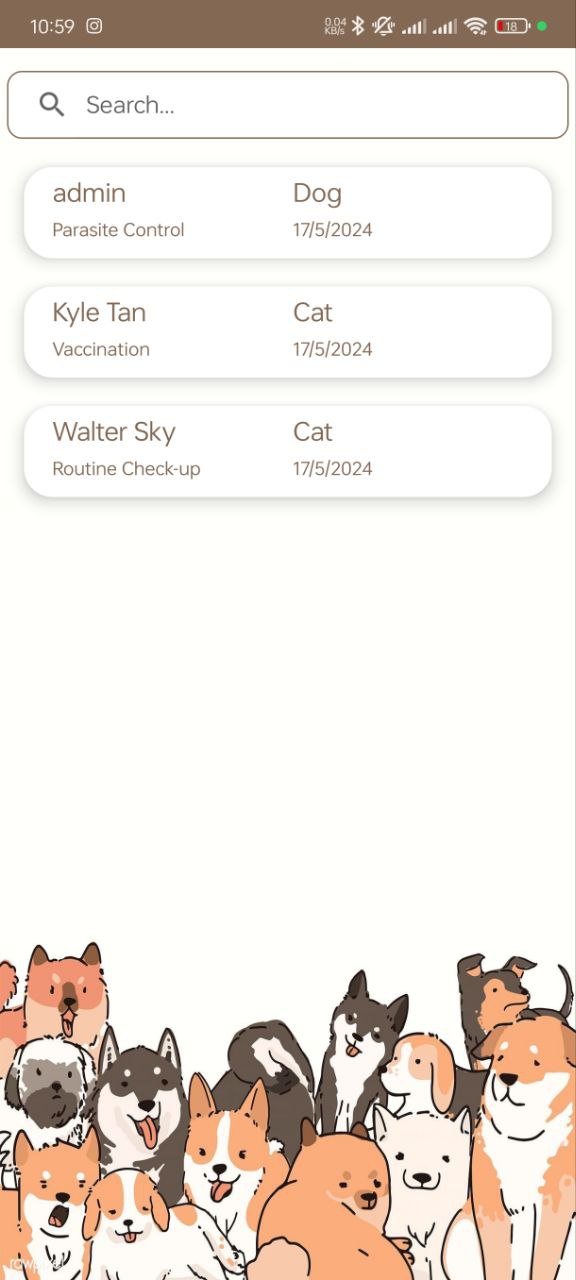 10:59
0.04
KB/s
18
Search...
admin Dog
Parasite Control 17/5/2024
Kyle Tan Cat
Vaccination 17/5/2024
Walter Sky Cat
Routine Check-up 17/5/2024
rawpixel